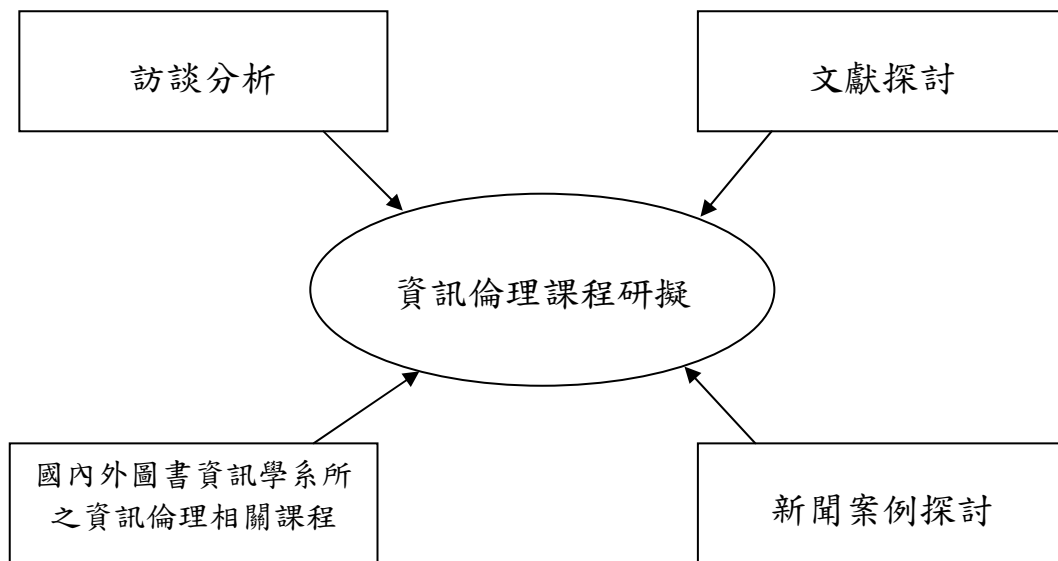 訪談分析
文獻探討
資訊倫理課程研擬
國內外圖書資訊學系所
之資訊倫理相關課程
新聞案例探討